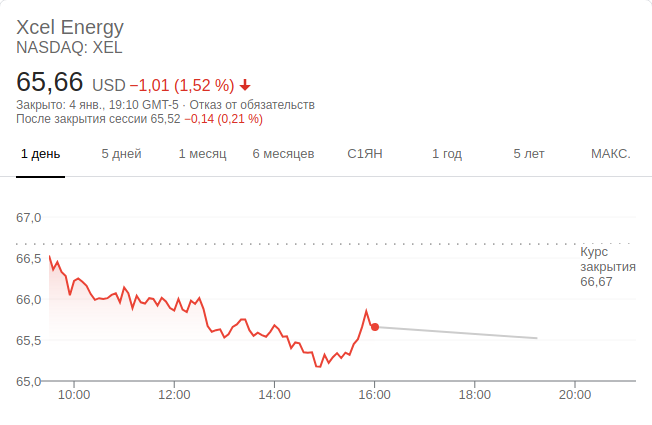 Xcel Energy
NASDAQ: XEL
65,66 USD −1,01 (1,52 %)
Закрыто: 4 янв., 19:10 GMT-5 · Отказ от обязательств
После закрытия сессии 65,52 −0,14 (0,21 %)
1 день 5 дней 1 месяц 6 месяцев С1ЯН 1 год 5 лет МАКС.
67,0
66,5
66,0
65,5
65,0
Курс
закрытия
66,67
10:00 12:00 14:00 16:00 18:00 20:00